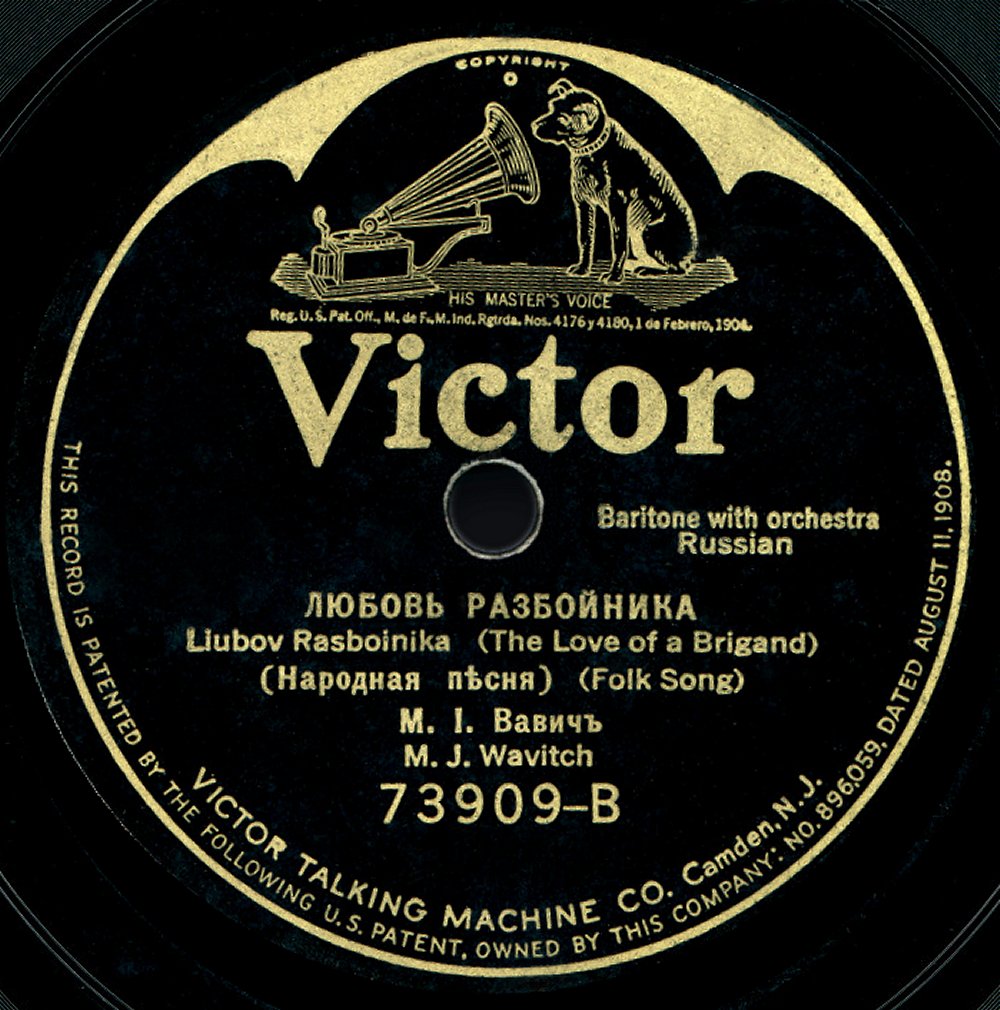 COPYRIGHT
HIS MASTER'S VOICE
Reg. U. S. Pat. Off., M. de F., M. Ind. Rgtrda. Nos. 4176 y 4180, 1 de Febrero, 1904.
Victor
Baritone with orchestra
Russian
ЛЮБОВЬ РАЗБОЙНИКА
Liubov Rasboinika (The Love of a Brigand)
(Народная пѣсня) (Folk Song)
М. І. Вавичъ
M. J. Wavitch
73909-B
VICTOR TALKING MACHINE CO. Camden, N. J.
THIS RECORD IS PATENTED BY THE FOLLOWING U. S. PATENT, OWNED BY THIS COMPANY: NO. 896,059, DATED AUGUST 11, 1908.